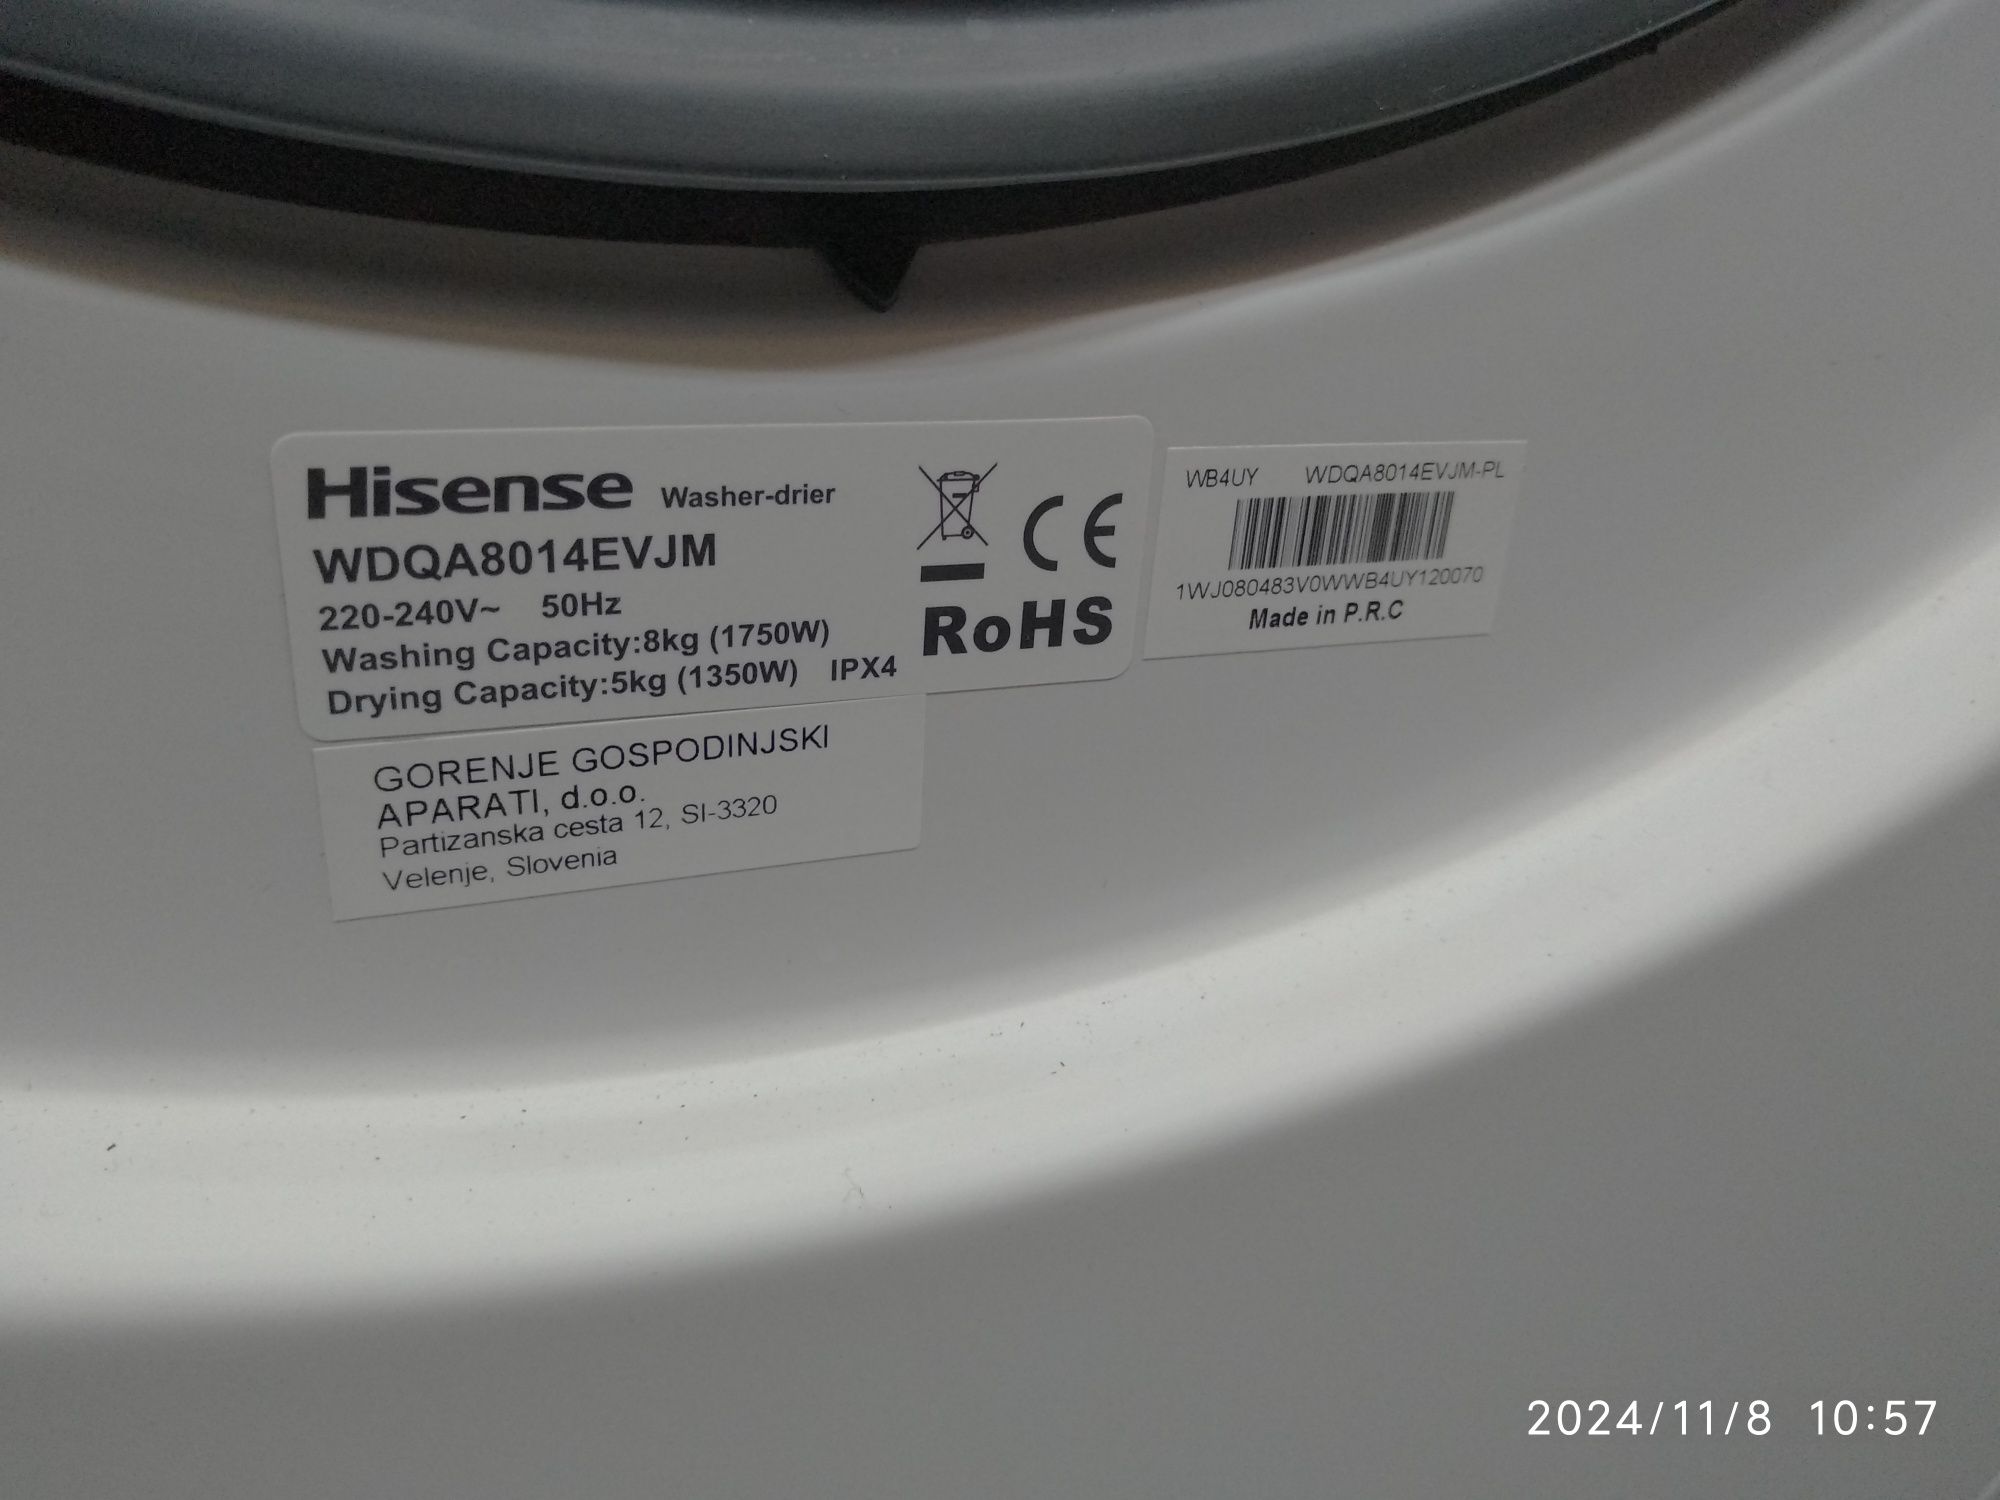 Hisense Washer-drier
WDQA8014EVJM
220-240V~ 50Hz
Washing Capacity:8kg (1750W)
Drying Capacity:5kg (1350W) IPX4
CE
RoHS
WB4UY WDQA8014EVJM-PL
1WJ080483V0WWB4UY120070
Made in P.R.C
GORENJE GOSPODINJSKI
APARATI, d.o.o.
Partizanska cesta 12, SI-3320
Velenje, Slovenia
2024/11/8 10:57